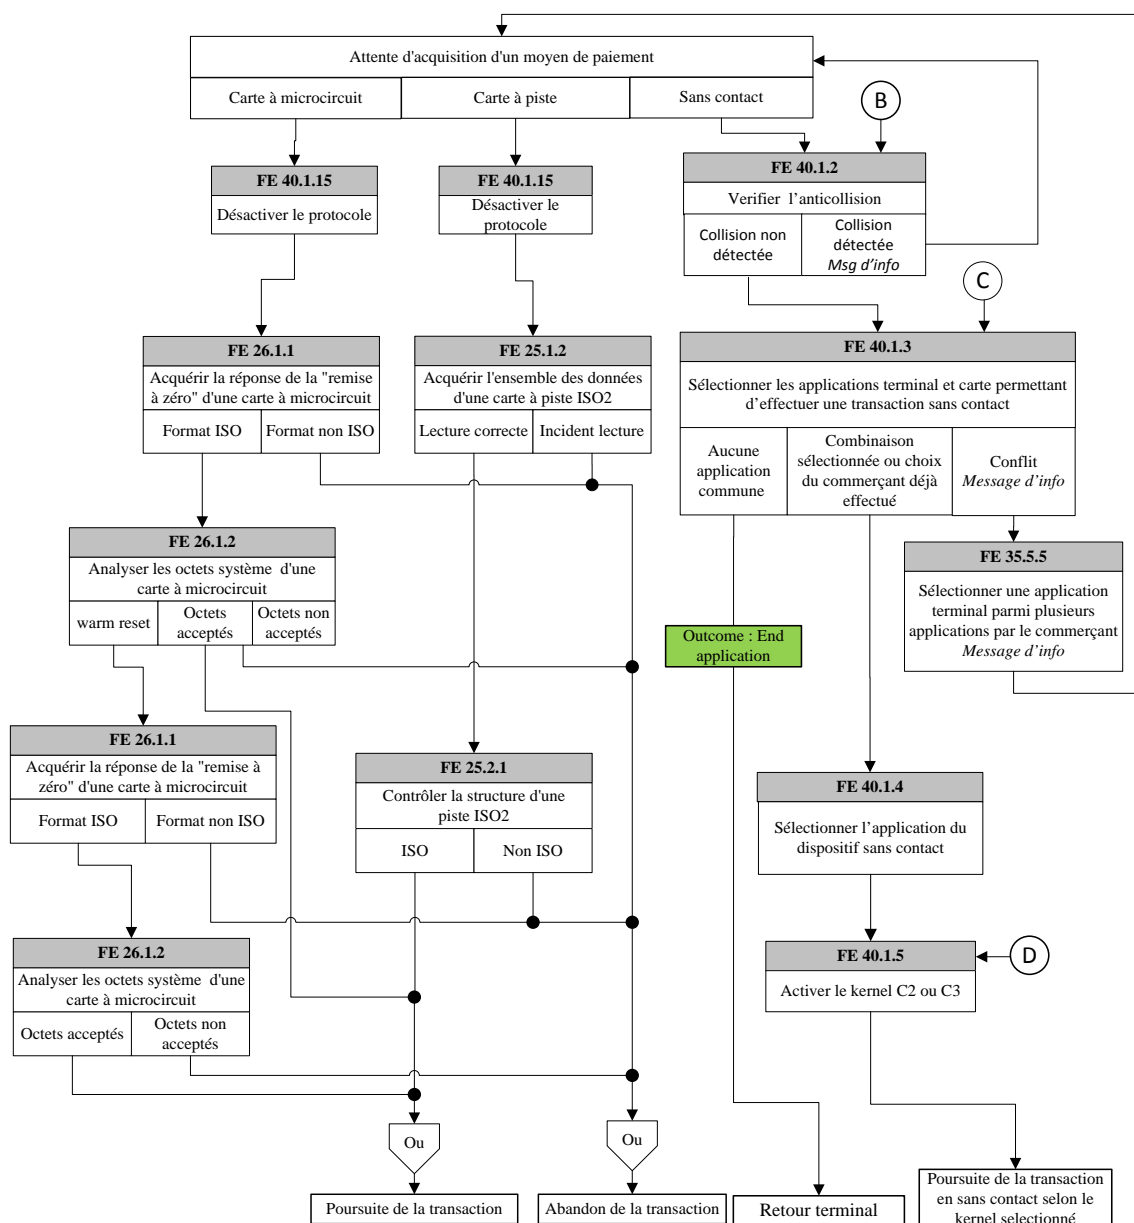 Attente d'acquisition d'un moyen de paiement
Carte à microcircuit
Carte à piste
Sans contact
B
FE 40.1.15
Désactiver le protocole
FE 40.1.15
Désactiver le
protocole
FE 40.1.2
Verifier l'anticollision
Collision non
détectée
Collision
détectée
Msg d'info
C
FE 26.1.1
Acquérir la réponse de la "remise
à zéro" d'une carte à microcircuit
Format ISO
Format non ISO
FE 25.1.2
Acquérir l'ensemble des données
d'une carte à piste ISO2
Lecture correcte
Incident lecture
FE 40.1.3
Sélectionner les applications terminal et carte permettant
d'effectuer une transaction sans contact
Aucune
application
commune
Combinaison
sélectionnée ou choix
du commerçant déjà
effectué
Conflit
Message d'info
FE 26.1.2
Analyser les octets système d'une
carte à microcircuit
warm reset
Octets
acceptés
Octets non
acceptés
FE 35.5.5
Sélectionner une application
terminal parmi plusieurs
applications par le commerçant
Message d'info
Outcome : End
application
FE 26.1.1
Acquérir la réponse de la "remise à
zéro" d'une carte à microcircuit
Format ISO
Format non ISO
FE 25.2.1
Contrôler la structure d'une
piste ISO2
ISO
Non ISO
FE 40.1.4
Sélectionner l'application du
dispositif sans contact
FE 26.1.2
Analyser les octets système d'une
carte à microcircuit
Octets acceptés
Octets non
acceptés
FE 40.1.5
Activer le kernel C2 ou C3
D
Ou
Ou
Poursuite de la transaction
Abandon de la transaction
Retour terminal
Poursuite de la transaction
en sans contact selon le
kernel selectionné